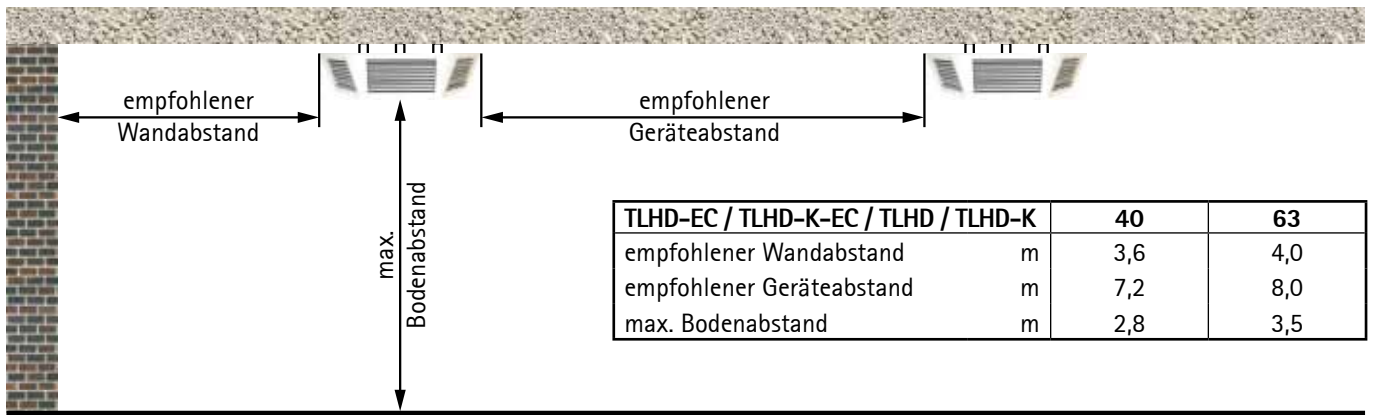 empfohlener
Wandabstand
empfohlener
Geräteabstand
max.
Bodenabstand
TLHD-EC / TLHD-K-EC / TLHD / TLHD-K 40 63
empfohlener Wandabstand m 3,6 4,0
empfohlener Geräteabstand m 7,2 8,0
max. Bodenabstand m 2,8 3,5